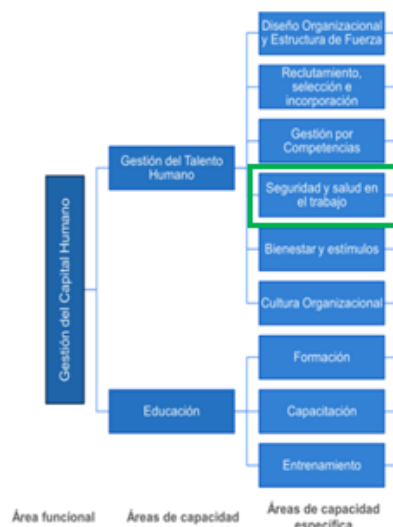 Diseño Organizacional
y Estructura de Fuerza
Reclutamiento,
selección e
incorporación
Gestión por
Competencias
Gestión del Talento
Humano
Seguridad y salud en
el trabajo
Bienestar y estímulos
Cultura Organizacional
Gestión del Capital Humano
Formación
Educación
Capacitación
Entrenamiento
Área funcional
Áreas de capacidad
Áreas de capacidad
específica